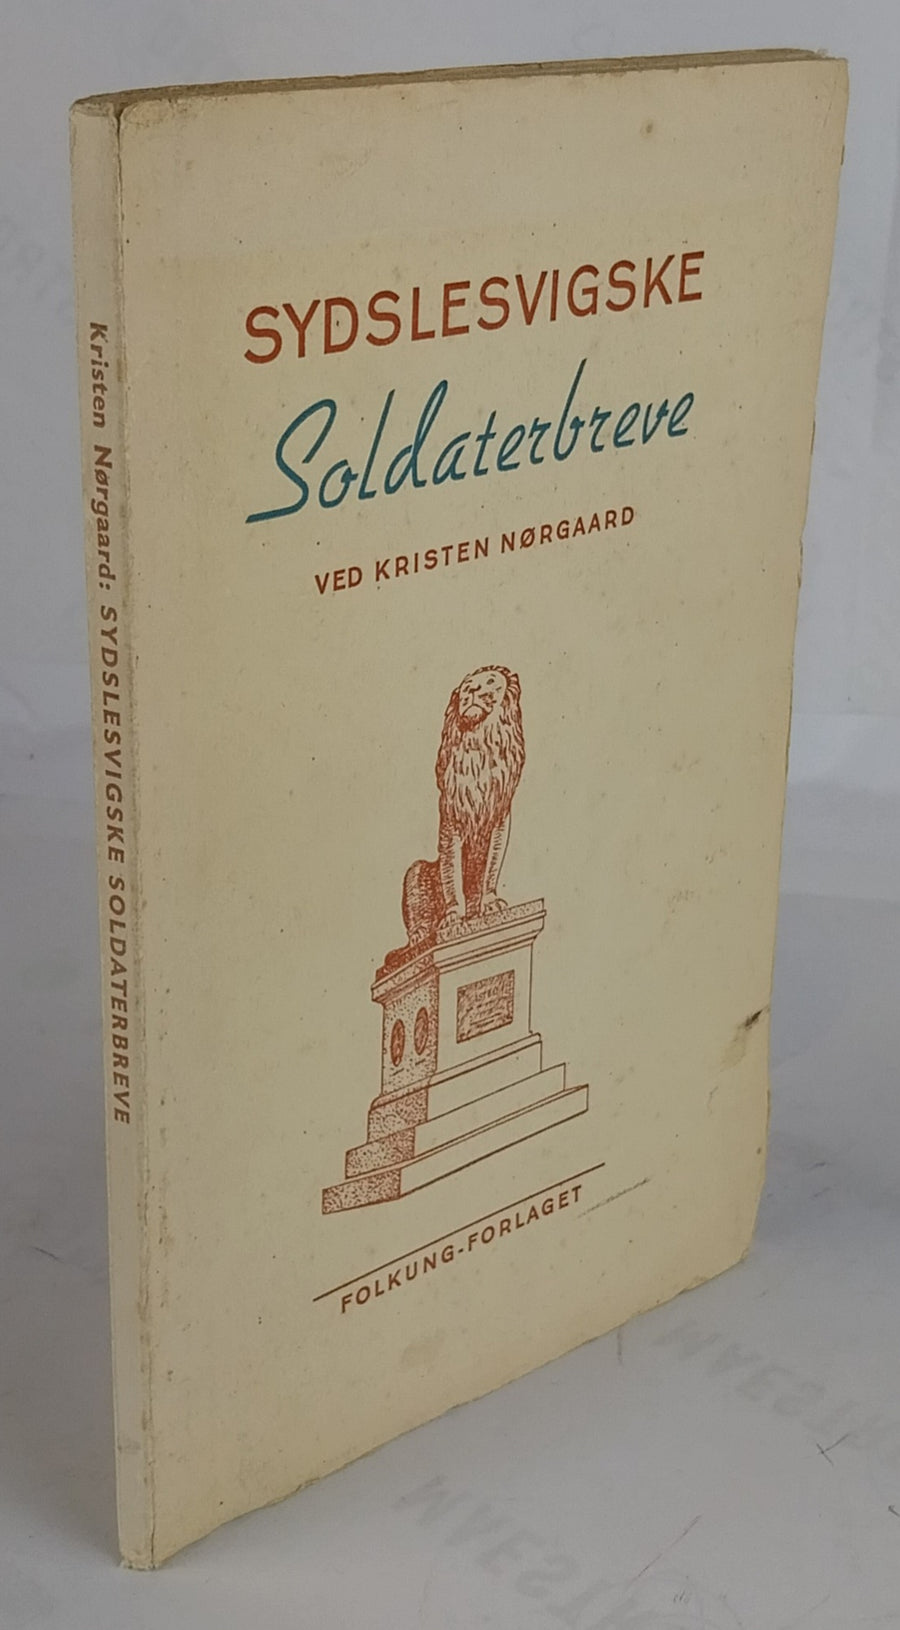 SYDSLESVIGSKE
Soldaterbreve
VED KRISTEN NØRGAARD
FOLKUNG-FORLAGET
Kristen Nørgaard: SYDSLESVIGSKE SOLDATERBREVE